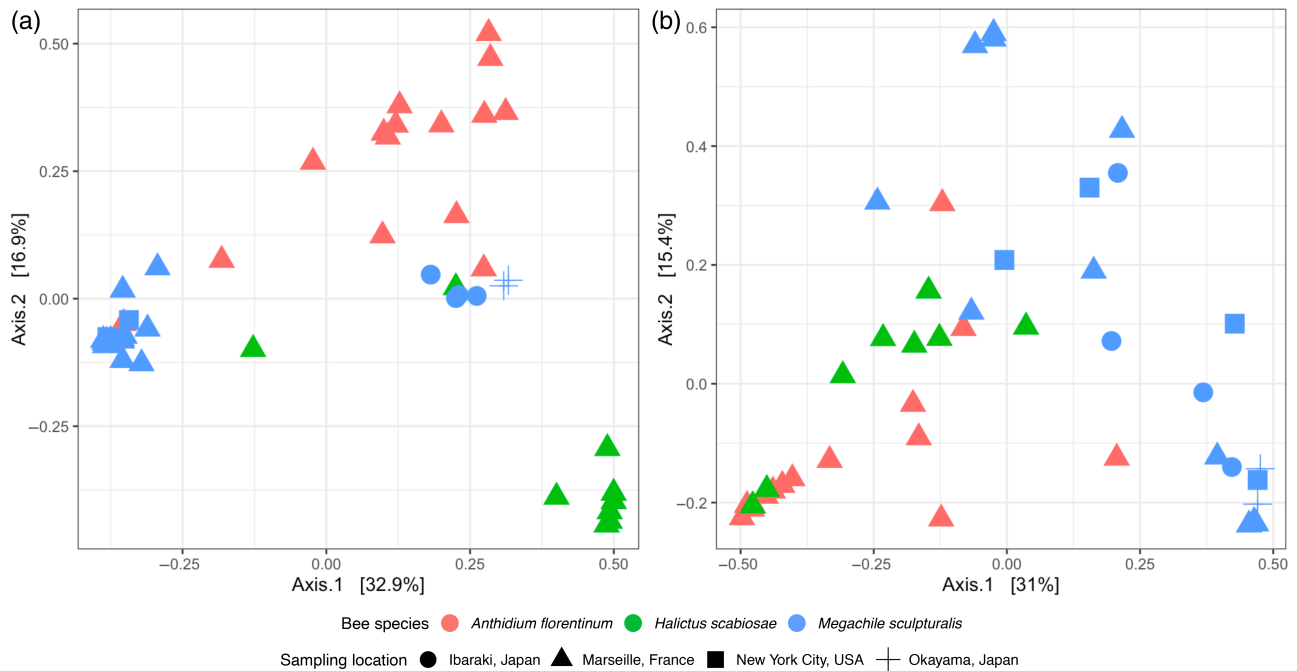 (a)
0.50
0.25
0.00
−0.25
Axis.2 [16.9%]
−0.25
0.00
0.25
0.50
Axis.1 [32.9%]
(b)
0.6
0.4
0.2
0.0
−0.2
Axis.2 [15.4%]
−0.50
−0.25
0.00
0.25
0.50
Axis.1 [31%]
Bee species Anthidium florentinum Halictus scabiosae Megachile sculpturalis
Sampling location Ibaraki, Japan Marseille, France New York City, USA Okayama, Japan